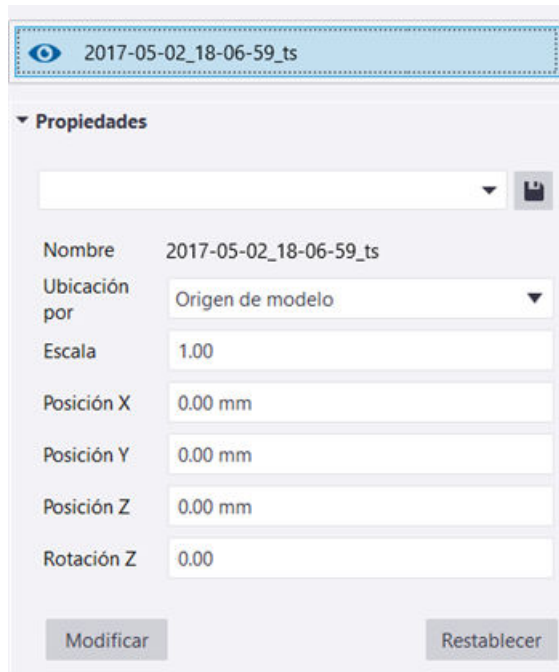 2017-05-02_18-06-59_ts
Propiedades
Nombre 2017-05-02_18-06-59_ts
Ubicación
por Origen de modelo
Escala 1.00
Posición X 0.00 mm
Posición Y 0.00 mm
Posición Z 0.00 mm
Rotación Z 0.00
Modificar Restablecer